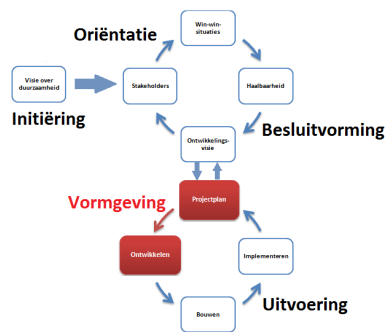 Oriëntatie
Win-win-
situaties
Visie over
duurzaamheid
Stakeholders
Haalbaarheid
Initiëring
Besluitvorming
Ontwikkelings-
visie
Vormgeving
Projectplan
Ontwikkelen
Implementeren
Bouwen
Uitvoering